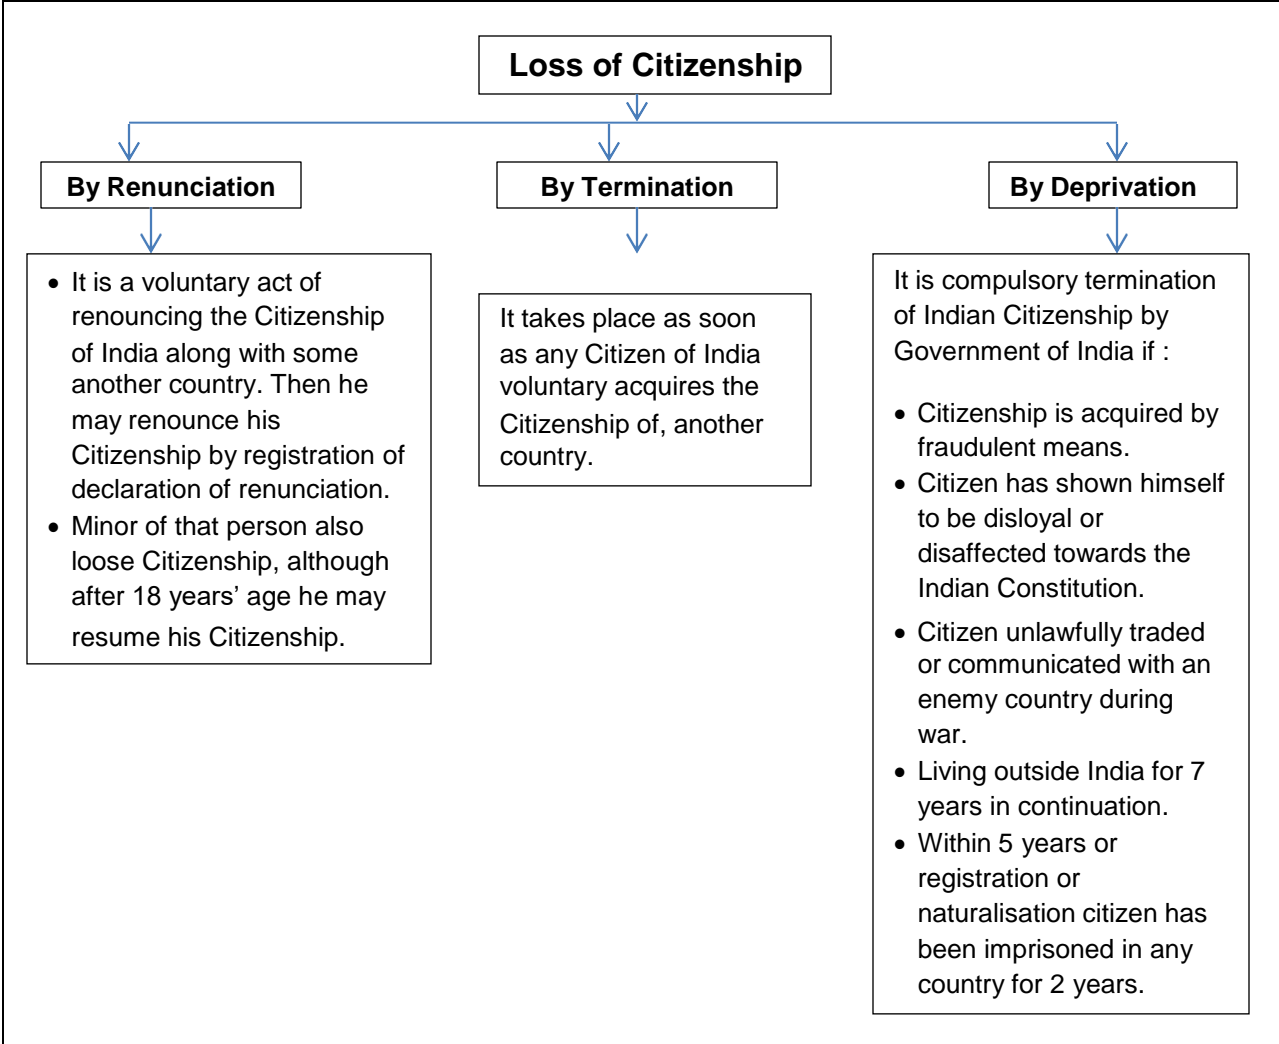 Loss of Citizenship
By Renunciation
By Termination
By Deprivation
• It is a voluntary act of
renouncing the Citizenship
of India along with some
another country. Then he
may renounce his
Citizenship by registration of
declaration of renunciation.
• Minor of that person also
loose Citizenship, although
after 18 years’ age he may
resume his Citizenship.
It takes place as soon
as any Citizen of India
voluntary acquires the
Citizenship of, another
country.
It is compulsory termination
of Indian Citizenship by
Government of India if :
• Citizenship is acquired by
fraudulent means.
• Citizen has shown himself
to be disloyal or
disaffected towards the
Indian Constitution.
• Citizen unlawfully traded
or communicated with an
enemy country during
war.
• Living outside India for 7
years in continuation.
• Within 5 years or
registration or
naturalisation citizen has
been imprisoned in any
country for 2 years.